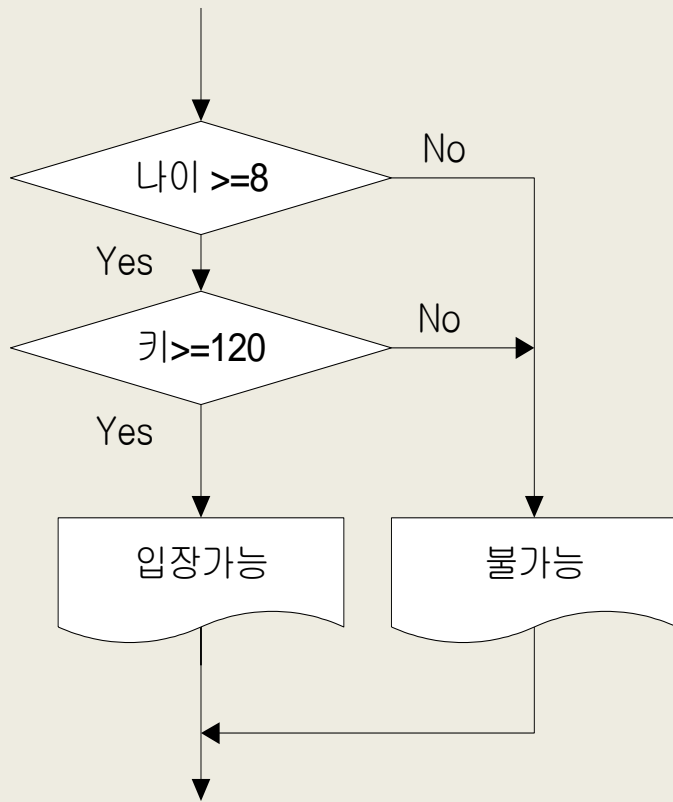 나이 >=8
No
Yes
키>=120
No
Yes
입장가능
불가능